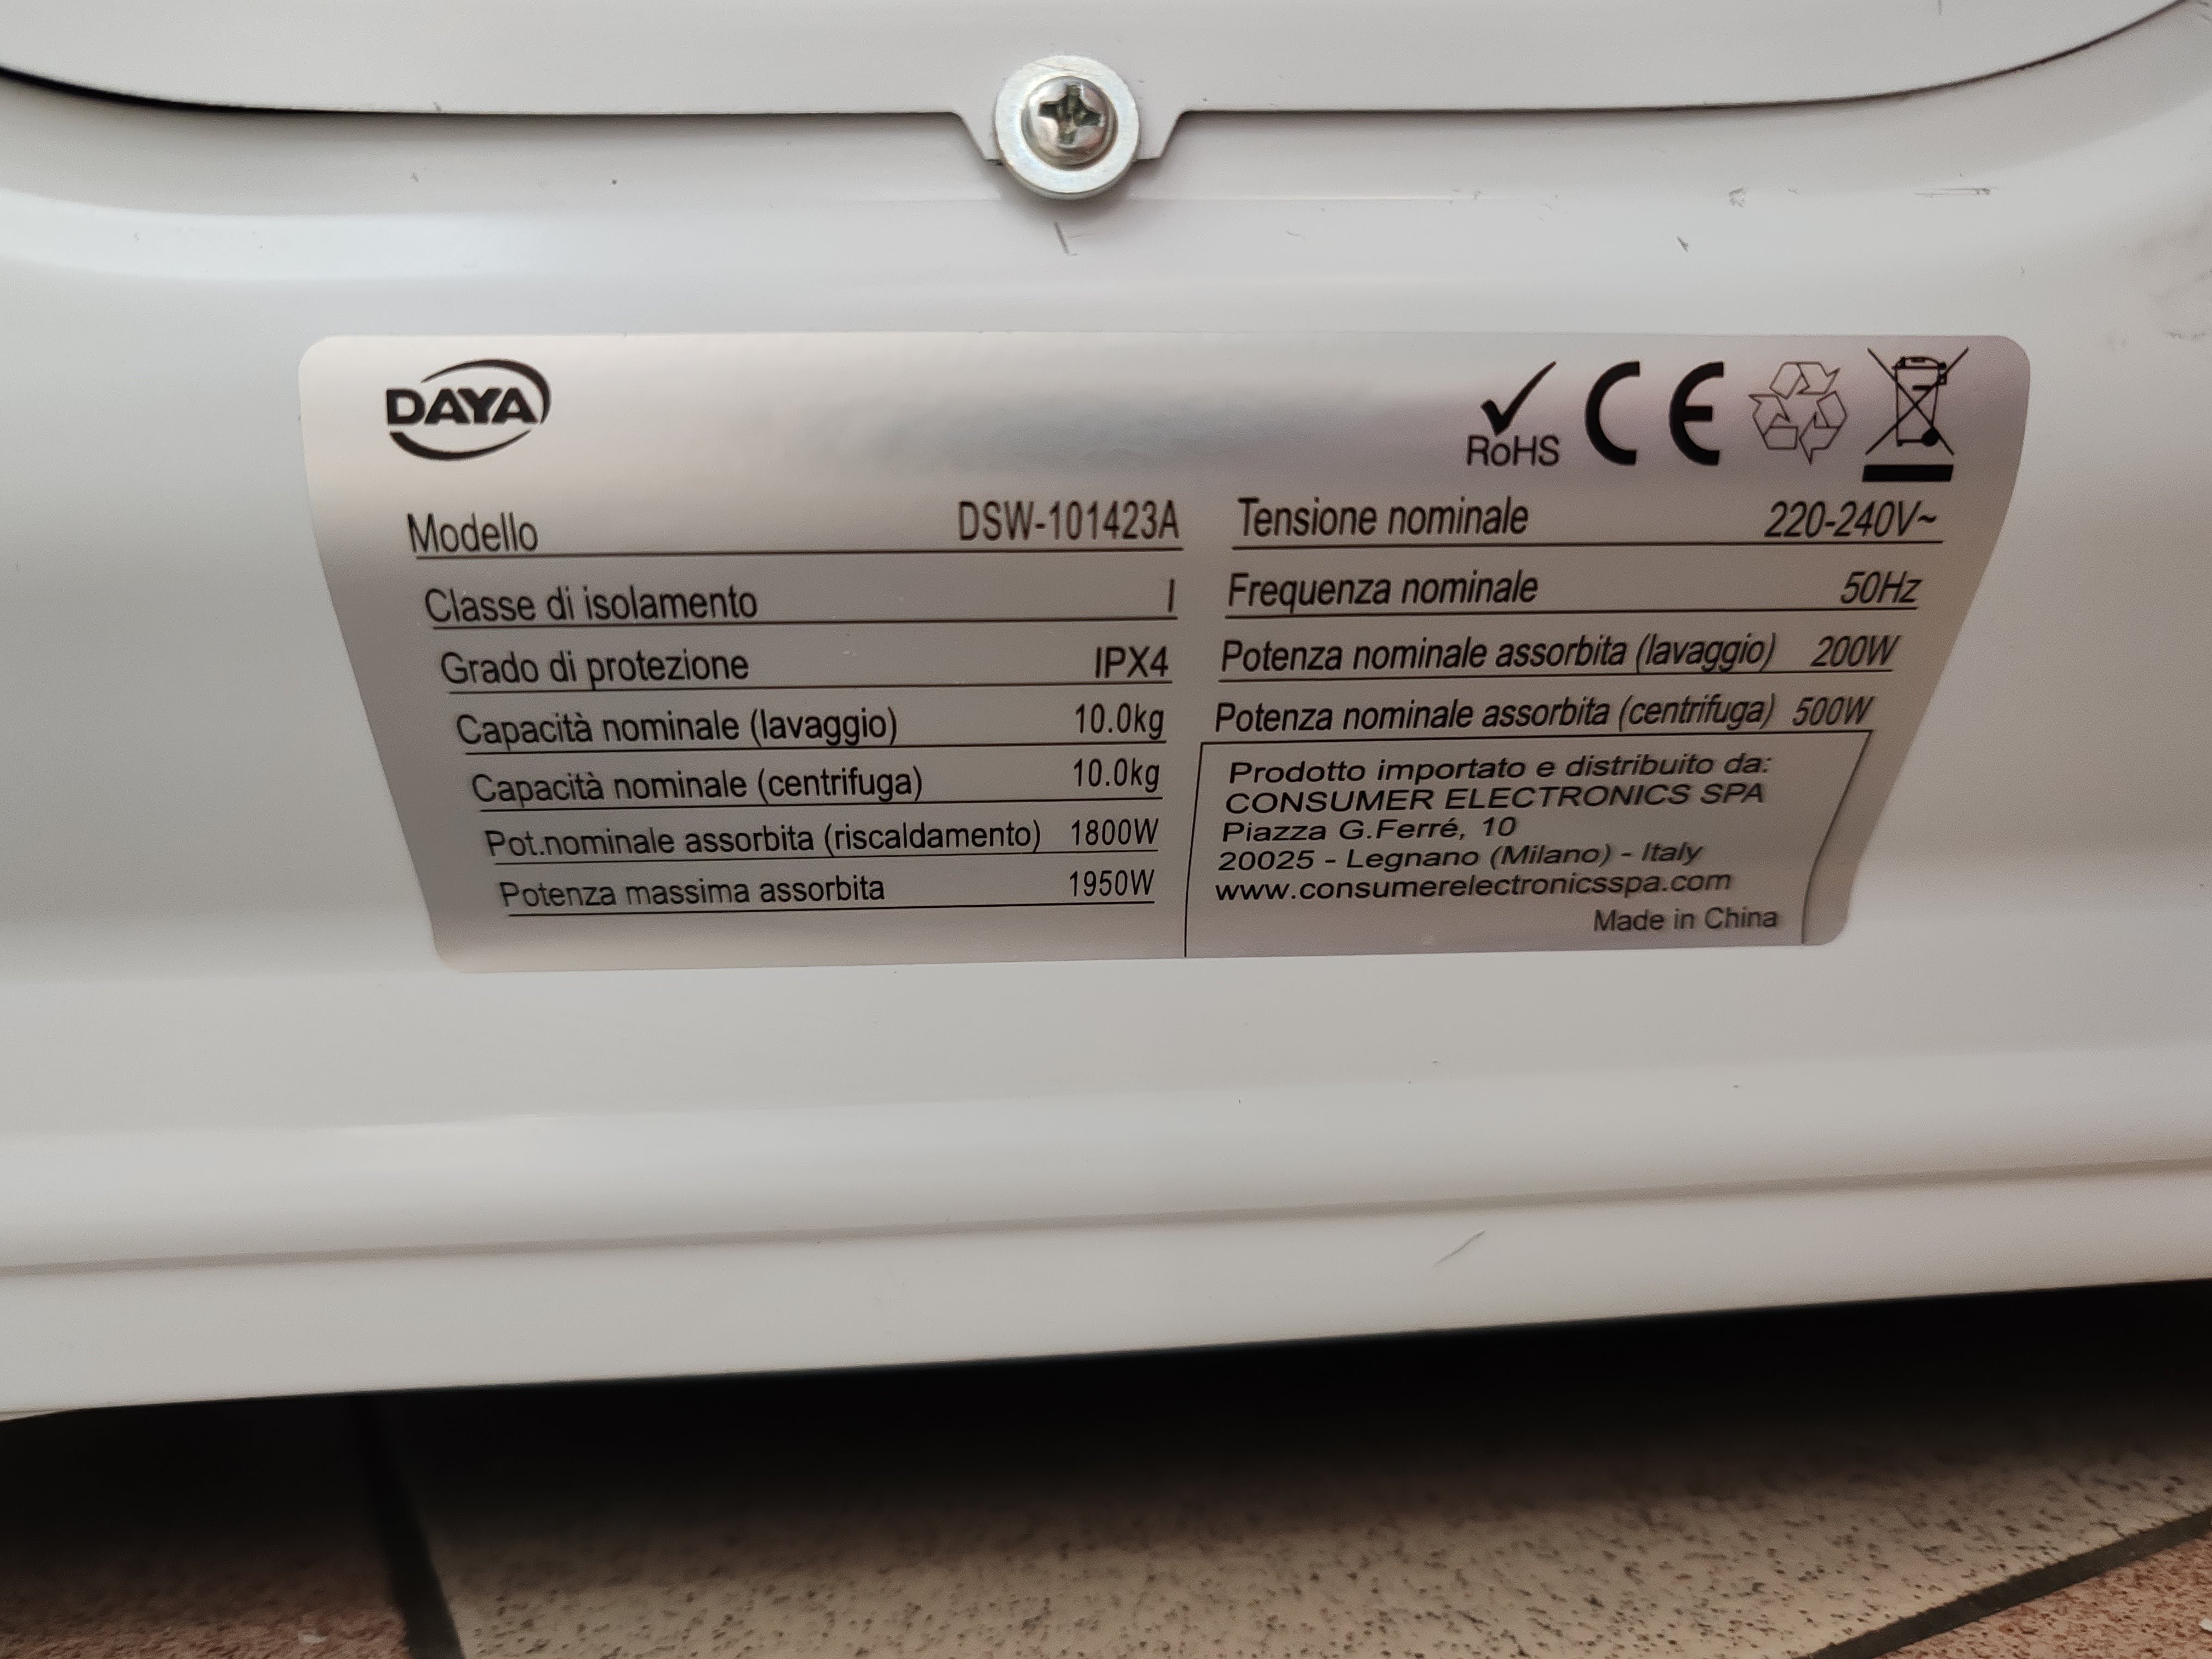 DAYA
RoHS CE
Modello DSW-101423A
Classe di isolamento I
Grado di protezione IPX4
Capacità nominale (lavaggio) 10.0kg
Capacità nominale (centrifuga) 10.0kg
Pot.nominale assorbita (riscaldamento) 1800W
Potenza massima assorbita 1950W
Tensione nominale 220-240V~
Frequenza nominale 50Hz
Potenza nominale assorbita (lavaggio) 200W
Potenza nominale assorbita (centrifuga) 500W
Prodotto importato e distribuito da:
CONSUMER ELECTRONICS SPA
Piazza G.Ferré, 10
20025 - Legnano (Milano) - Italy
www.consumerelectronicsspa.com
Made in China